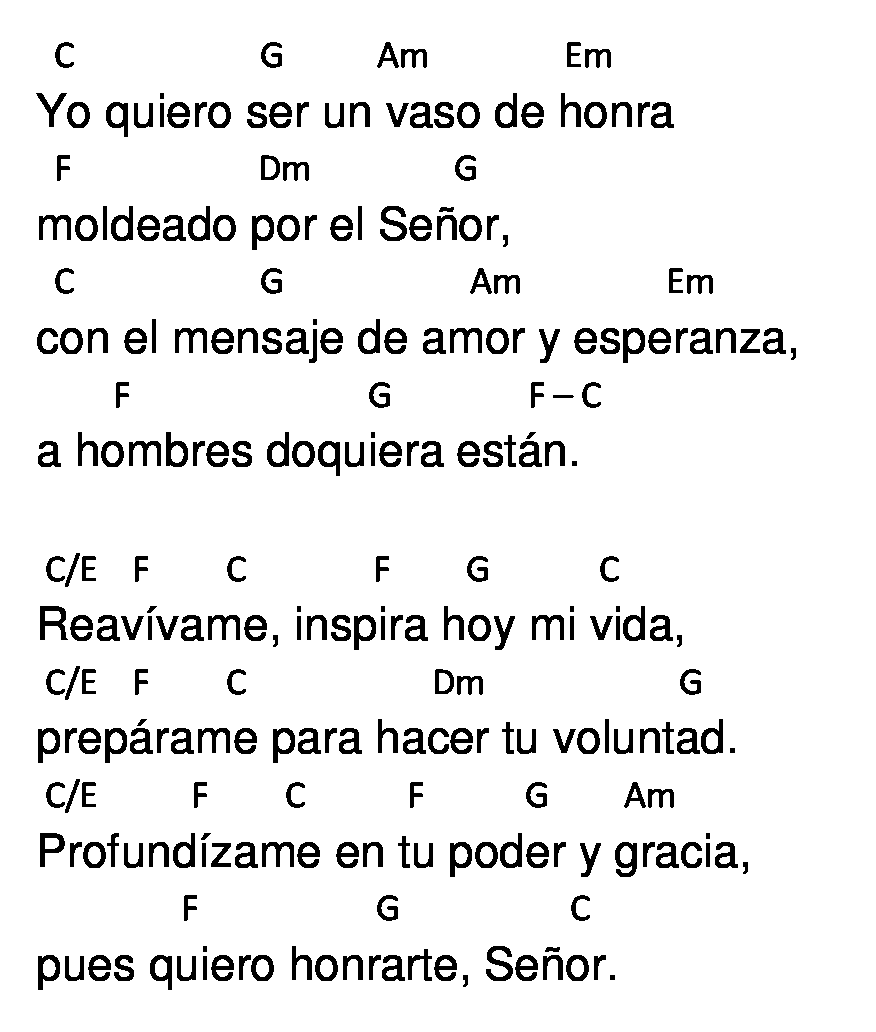 C G Am Em
Yo quiero ser un vaso de honra
F Dm G
moldeado por el Señor,
C G Am Em
con el mensaje de amor y esperanza,
F G F – C
a hombres doquiera están.
C/E F C F G C
Reavívame, inspira hoy mi vida,
C/E F C Dm G
prepárame para hacer tu voluntad.
C/E F C F G Am
Profundízame en tu poder y gracia,
F G C
pues quiero honrarte, Señor.